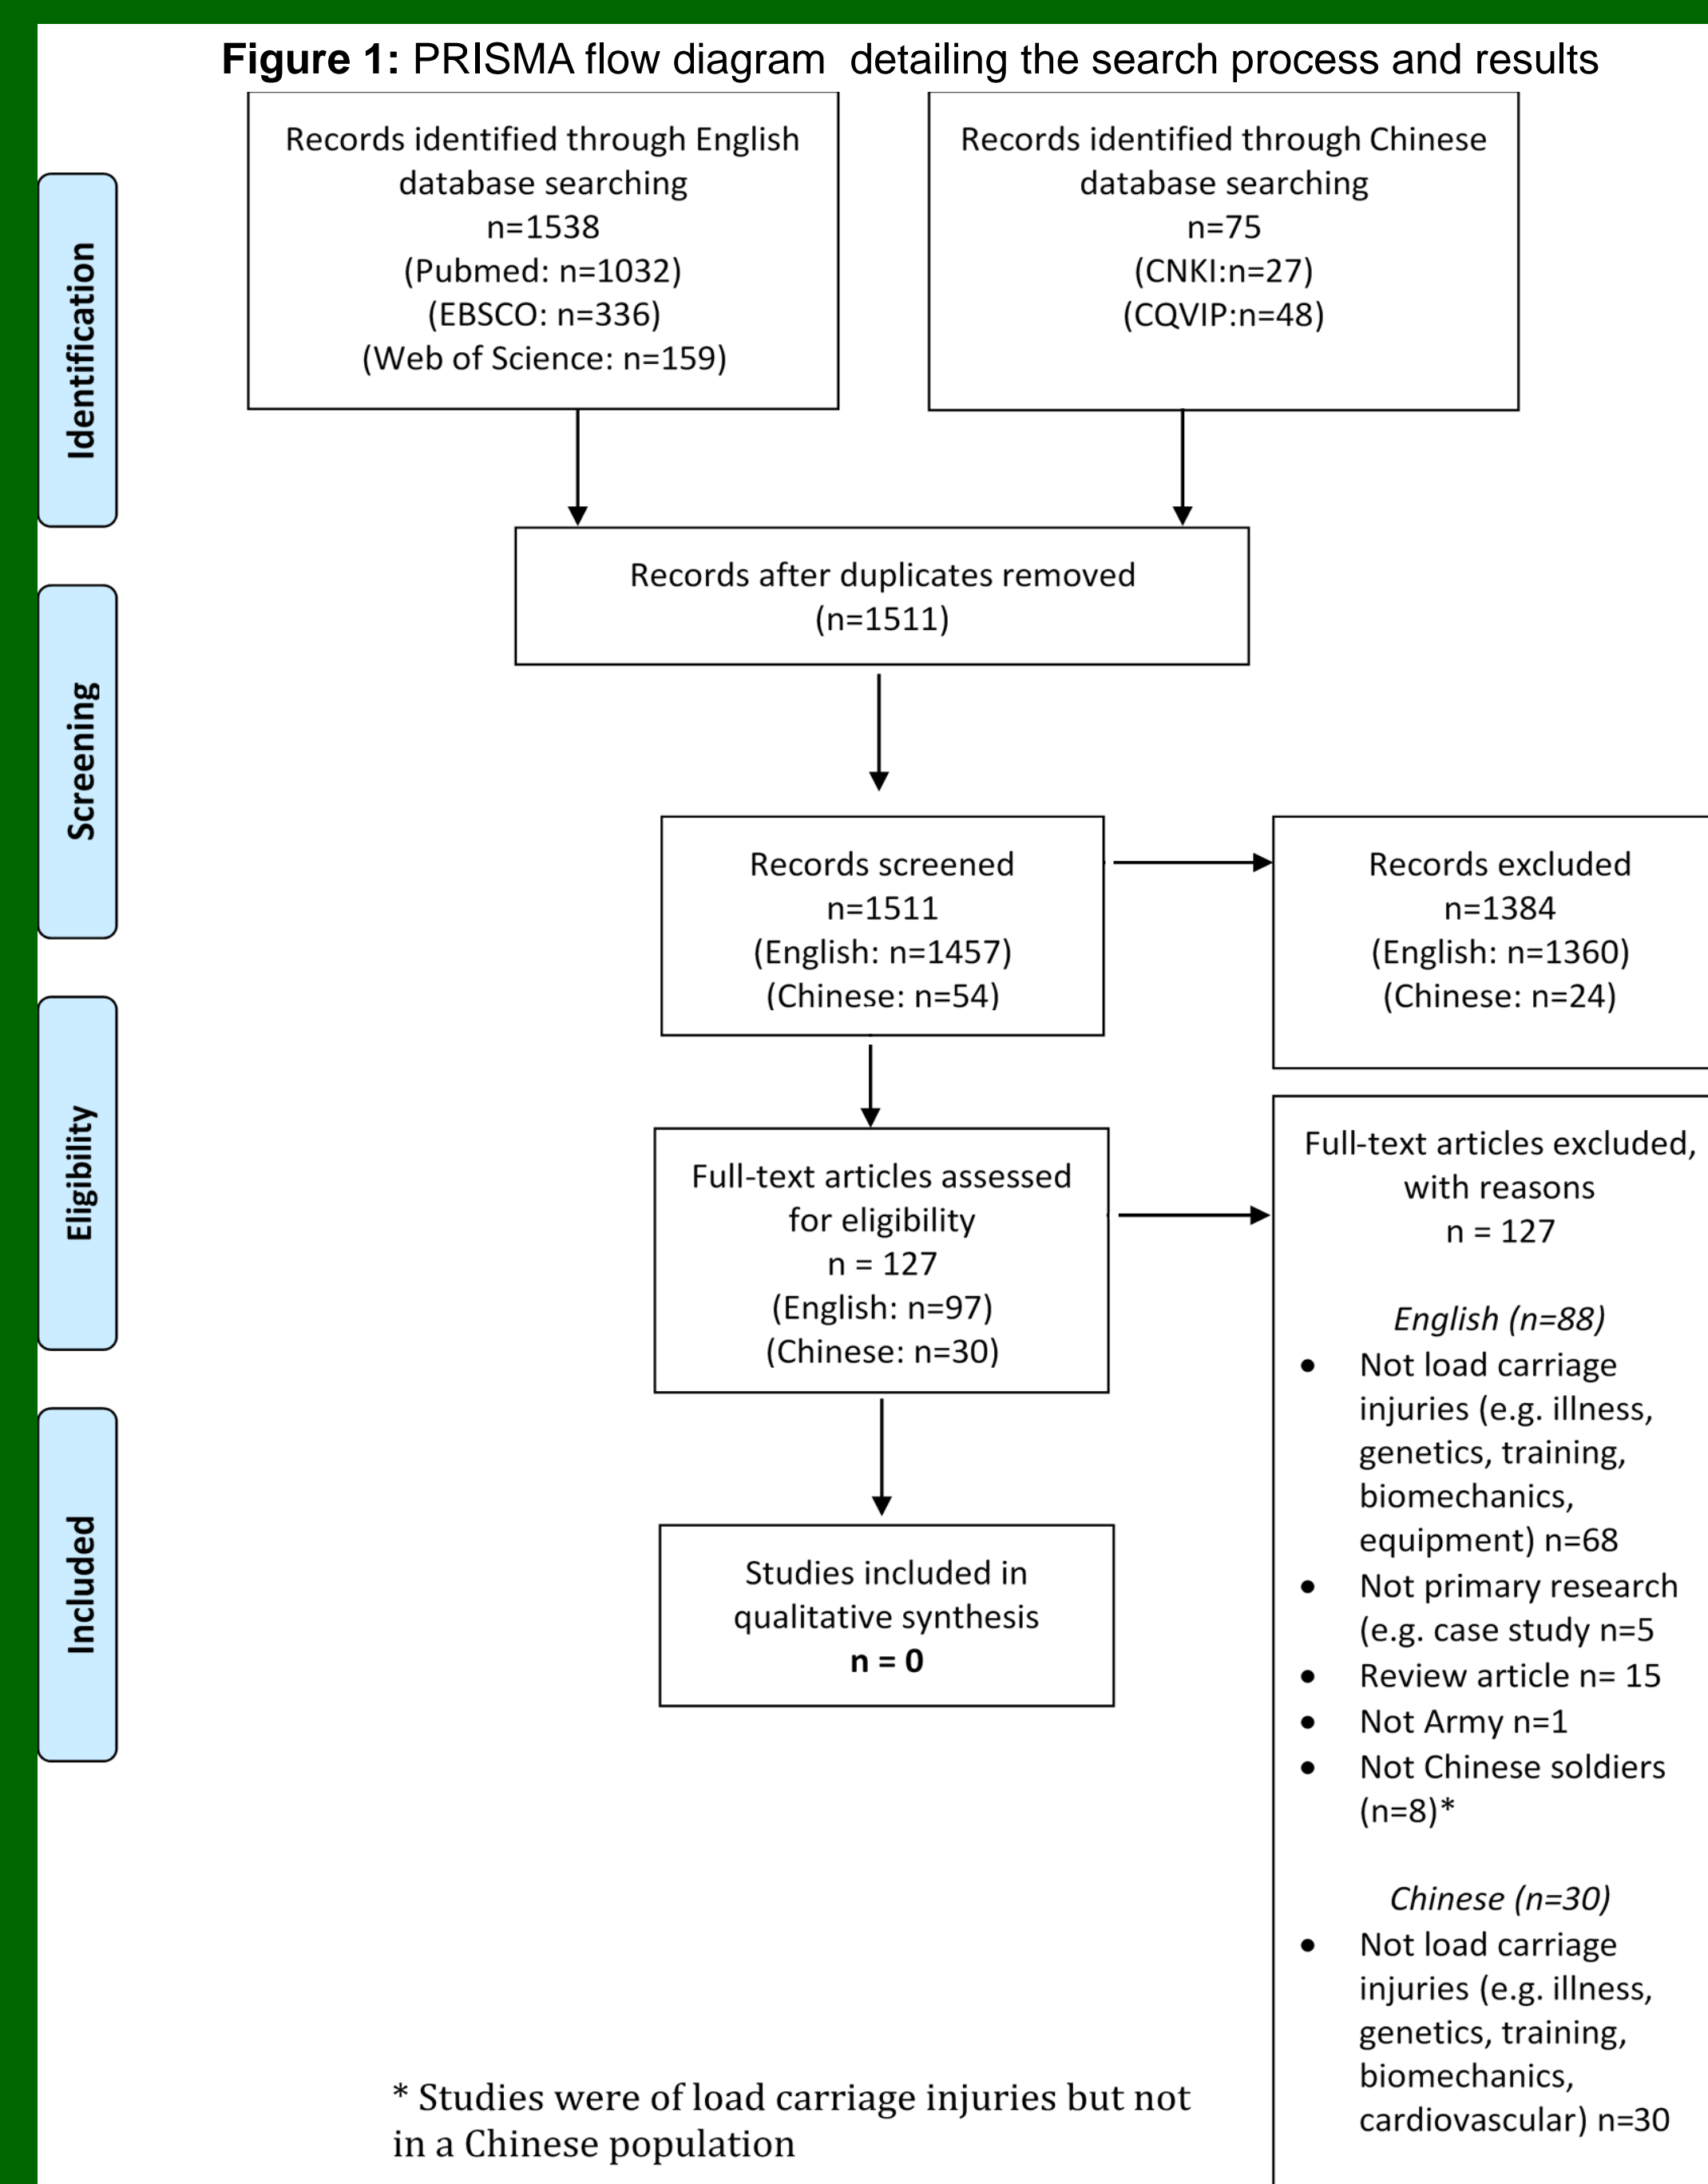 Figure 1: PRISMA flow diagram detailing the search process and results
Records identified through English
database searching
n=1538
(Pubmed: n=1032)
(EBSCO: n=336)
(Web of Science: n=159)
Records identified through Chinese
database searching
n=75
(CNKI:n=27)
(CQVIP:n=48)
Identification
Records after duplicates removed
(n=1511)
Screening
Records screened
n=1511
(English: n=1457)
(Chinese: n=54)
Records excluded
n=1384
(English: n=1360)
(Chinese: n=24)
Eligibility
Full-text articles assessed
for eligibility
n = 127
(English: n=97)
(Chinese: n=30)
Full-text articles excluded,
with reasons
n = 127
English (n=88)
• Not load carriage
injuries (e.g. illness,
genetics, training,
biomechanics,
equipment) n=68
• Not primary research
(e.g. case study n=5
• Review article n= 15
• Not Army n=1
• Not Chinese soldiers
(n=8)*
Chinese (n=30)
• Not load carriage
injuries (e.g. illness,
genetics, training,
biomechanics,
cardiovascular) n=30
Included
Studies included in
qualitative synthesis
n = 0
* Studies were of load carriage injuries but not
in a Chinese population